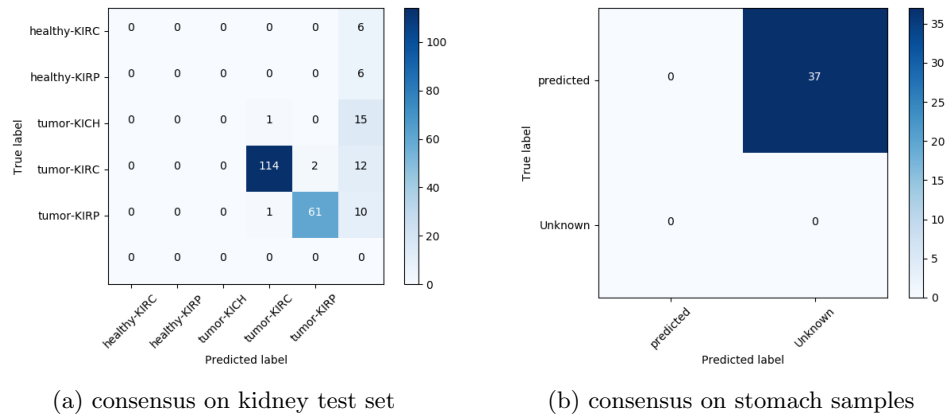 healthy-KIRC 0 0 0 0 0 6
healthy-KIRP 0 0 0 0 0 6
tumor-KICH 0 0 0 1 0 15
tumor-KIRC 0 0 0 114 2 12
tumor-KIRP 0 0 0 1 61 10
0 0 0 0 0 0
True label
healthy-KIRC healthy-KIRP tumor-KICH tumor-KIRC tumor-KIRP
Predicted label
100
80
60
40
20
0
(a) consensus on kidney test set
predicted 0 37
Unknown 0 0
True label
predicted Unknown
Predicted label
35
30
25
20
15
10
5
0
(b) consensus on stomach samples